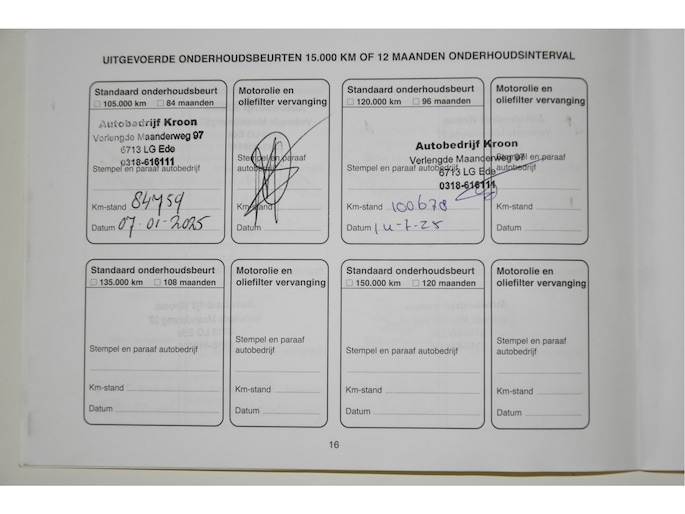 UITGEVOERDE ONDERHOUDSBEURTEN 15.000 KM OF 12 MAANDEN ONDERHOUDSINTERVAL
Standaard onderhoudsbeurt
105.000 km 84 maanden
Autobedrijf Kroon
Verlengde Maanderweg 97
6713 LG Ede
0318-616111
Stempel en paraaf autobedrijf
Km-stand 84759
Datum 07-01-2025
Motorolie en
oliefilter vervanging
Stempel en paraaf
autobedrijf
Km-stand
Datum
Standaard onderhoudsbeurt
120.000 km 96 maanden
Autobedrijf Kroon
Verlengde Maanderweg 97
6713 LG Ede
0318-616111
Stempel en paraaf autobedrijf
Km-stand 100678
Datum 14-7-25
Motorolie en
oliefilter vervanging
Stempel en paraaf
autobedrijf
Km-stand
Datum
Standaard onderhoudsbeurt
135.000 km 108 maanden
Stempel en paraaf autobedrijf
Km-stand
Datum
Motorolie en
oliefilter vervanging
Stempel en paraaf
autobedrijf
Km-stand
Datum
Standaard onderhoudsbeurt
150.000 km 120 maanden
Stempel en paraaf autobedrijf
Km-stand
Datum
Motorolie en
oliefilter vervanging
Stempel en paraaf
autobedrijf
Km-stand
Datum
16